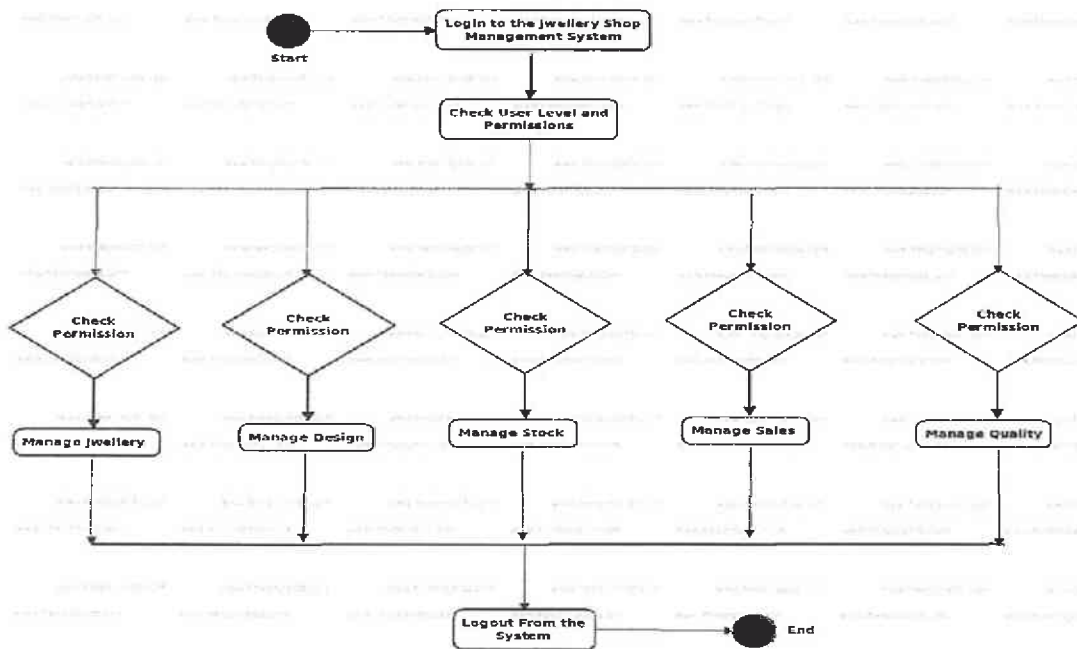 Login to the Jwellery Shop
Management System
Start
Check User Level and
Permissions
Check
Permission
Check
Permission
Check
Permission
Check
Permission
Check
Permission
Manage Jwellery
Manage Design
Manage Stock
Manage Sales
Manage Quality
Logout From the
System
End